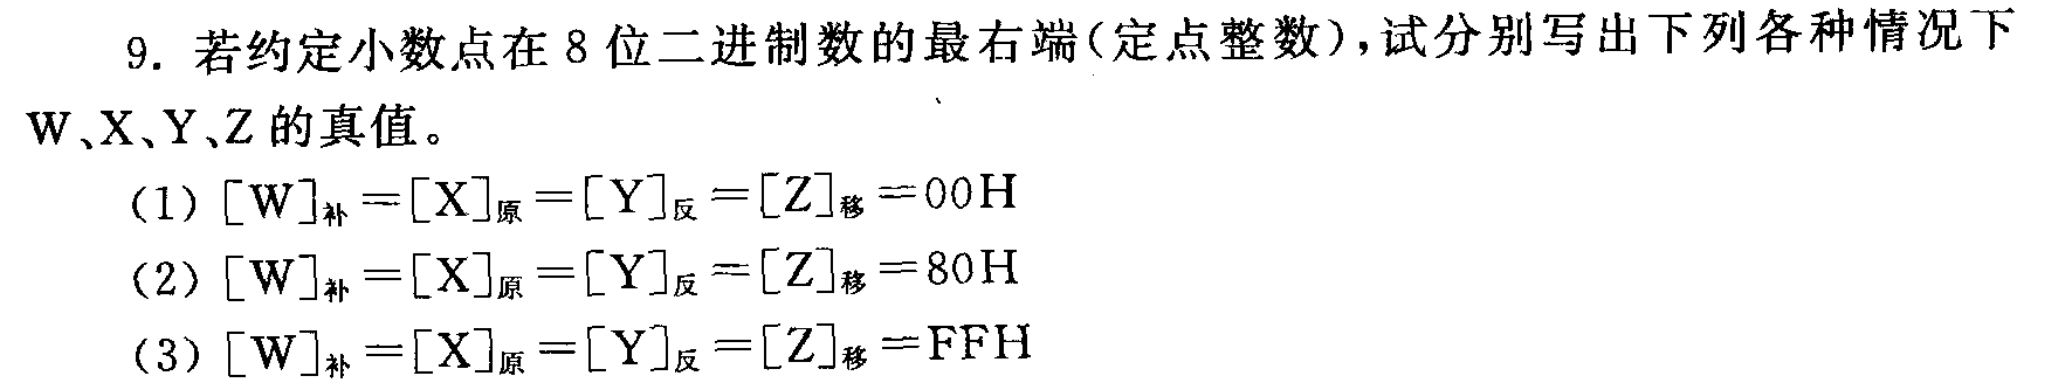 9. 若约定小数点在 8 位二进制数的最右端(定点整数),试分别写出下列各种情况下
W、X、Y、Z 的真值。
(1) [W]补 =[X]原 =[Y]反 =[Z]移 =00H
(2) [W]补 =[X]原 =[Y]反 =[Z]移 =80H
(3) [W]补 =[X]原 =[Y]反 =[Z]移 =FFH